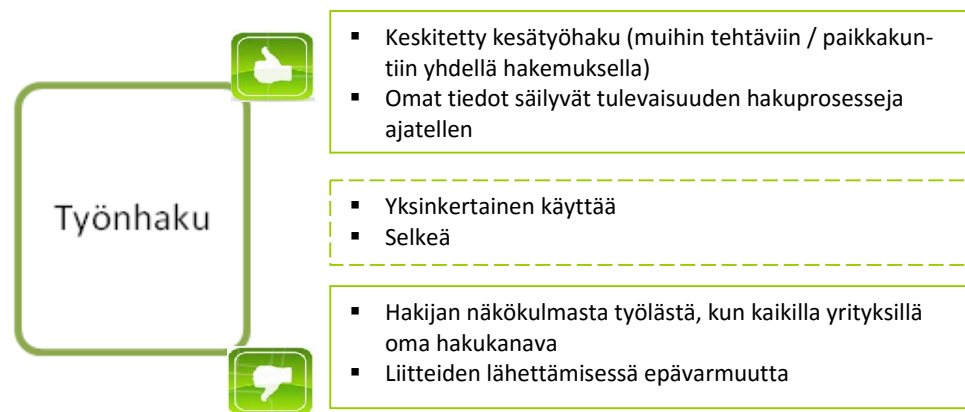 ▪ Keskitetty kesätyöhaku (muihin tehtäviin / paikkakun-
tiin yhdellä hakemuksella)
▪ Omat tiedot säilyvät tulevaisuuden hakuprosesseja
ajatellen
Työnhaku
▪ Yksinkertainen käyttää
▪ Selkeä
▪ Hakijan näkökulmasta työlästä, kun kaikilla yrityksillä
oma hakukanava
▪ Liitteiden lähettämisessä epävarmuutta